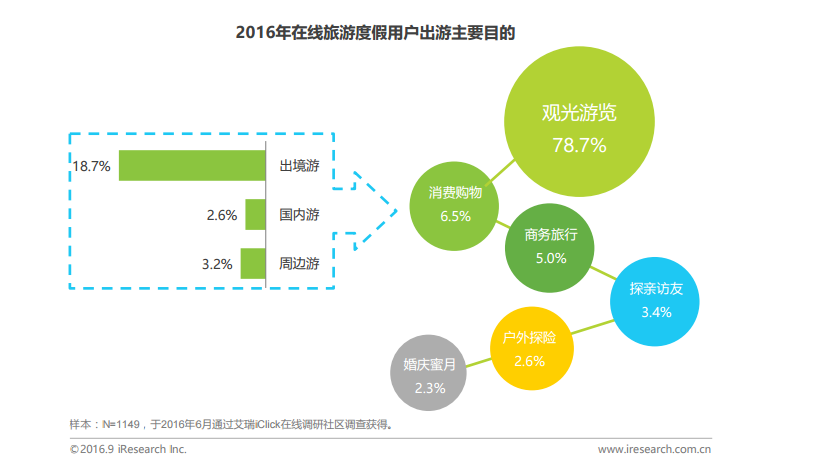 2016年在线旅游度假用户出游主要目的
观光游览
78.7%
18.7%
出境游
2.6%
国内游
3.2%
周边游
消费购物
6.5%
商务旅行
5.0%
探亲访友
3.4%
户外探险
2.6%
婚庆蜜月
2.3%
样本：N=1149，于2016年6月通过艾瑞iClick在线调研社区调查获得。
©2016.9 iResearch Inc.
www.iresearch.com.cn